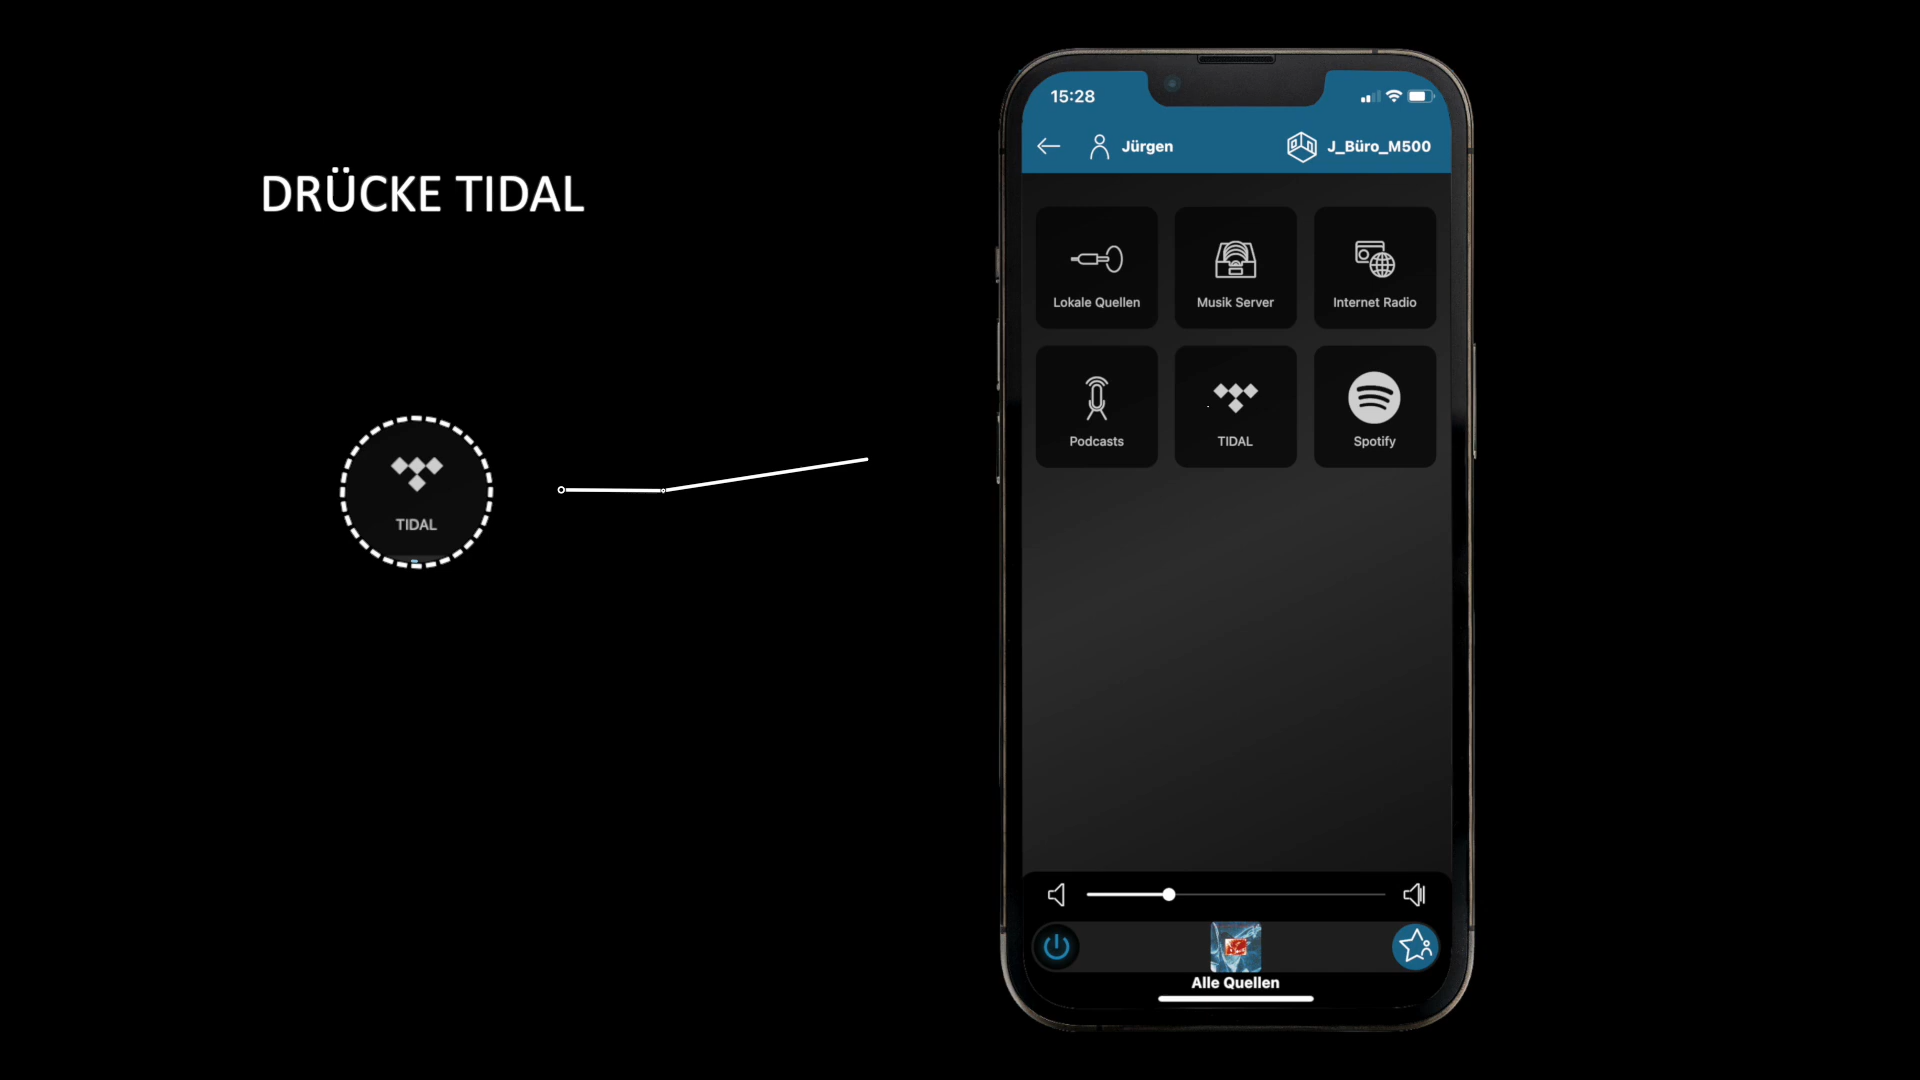 DRÜCKE TIDAL
TIDAL
15:28
Jürgen
J_Büro_M500
Lokale Quellen
Musik Server
Internet Radio
Podcasts
TIDAL
Spotify
Alle Quellen